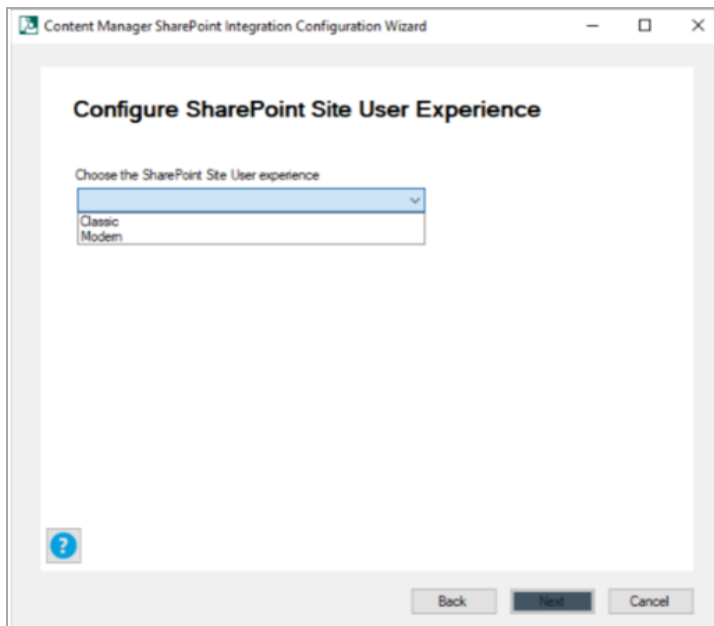 Content Manager SharePoint Integration Configuration Wizard
Configure SharePoint Site User Experience
Choose the SharePoint Site User experience
Classic
Modern
?
Back
Next
Cancel